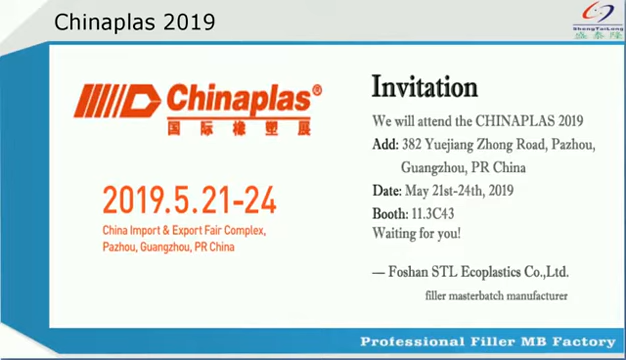 Chinaplas 2019
ShengTaiLong
Chinaplas®
国际橡塑展
2019.5.21-24
China Import & Export Fair Complex,
Pazhou, Guangzhou, PR China
Invitation
We will attend the CHINAPLAS 2019
Add: 382 Yuejiang Zhong Road, Pazhou,
Guangzhou, PR China
Date: May 21st-24th, 2019
Booth: 11.3C43
Waiting for you!
— Foshan STL Ecoplastics Co.,Ltd.
filler masterbatch manufacturer
Professional Filler MB Factory